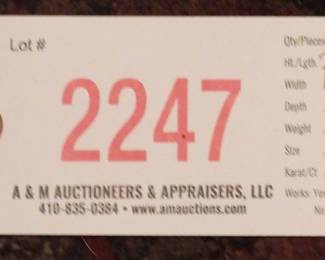 Lot #
2247
A & M AUCTIONEERS & APPRAISERS, LLC
410-835-0384 • www.amauctions.com
Qty/Pieces
Ht./Lgth.
Width
Depth
Weight
Size
Karat/Ct
Works: Yes
No